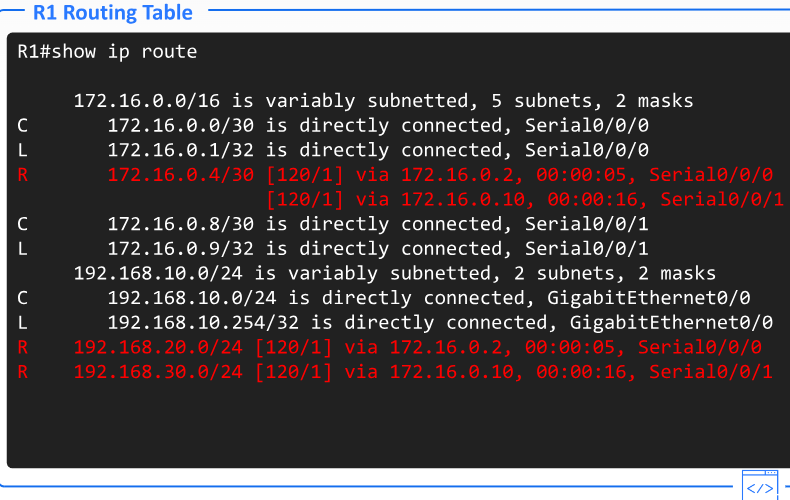 R1 Routing Table
R1#show ip route
172.16.0.0/16 is variably subnetted, 5 subnets, 2 masks
C 172.16.0.0/30 is directly connected, Serial0/0/0
L 172.16.0.1/32 is directly connected, Serial0/0/0
R 172.16.0.4/30 [120/1] via 172.16.0.2, 00:00:05, Serial0/0/0
[120/1] via 172.16.0.10, 00:00:16, Serial0/0/1
C 172.16.0.8/30 is directly connected, Serial0/0/1
L 172.16.0.9/32 is directly connected, Serial0/0/1
192.168.10.0/24 is variably subnetted, 2 subnets, 2 masks
C 192.168.10.0/24 is directly connected, GigabitEthernet0/0
L 192.168.10.254/32 is directly connected, GigabitEthernet0/0
R 192.168.20.0/24 [120/1] via 172.16.0.2, 00:00:05, Serial0/0/0
R 192.168.30.0/24 [120/1] via 172.16.0.10, 00:00:16, Serial0/0/1
</>